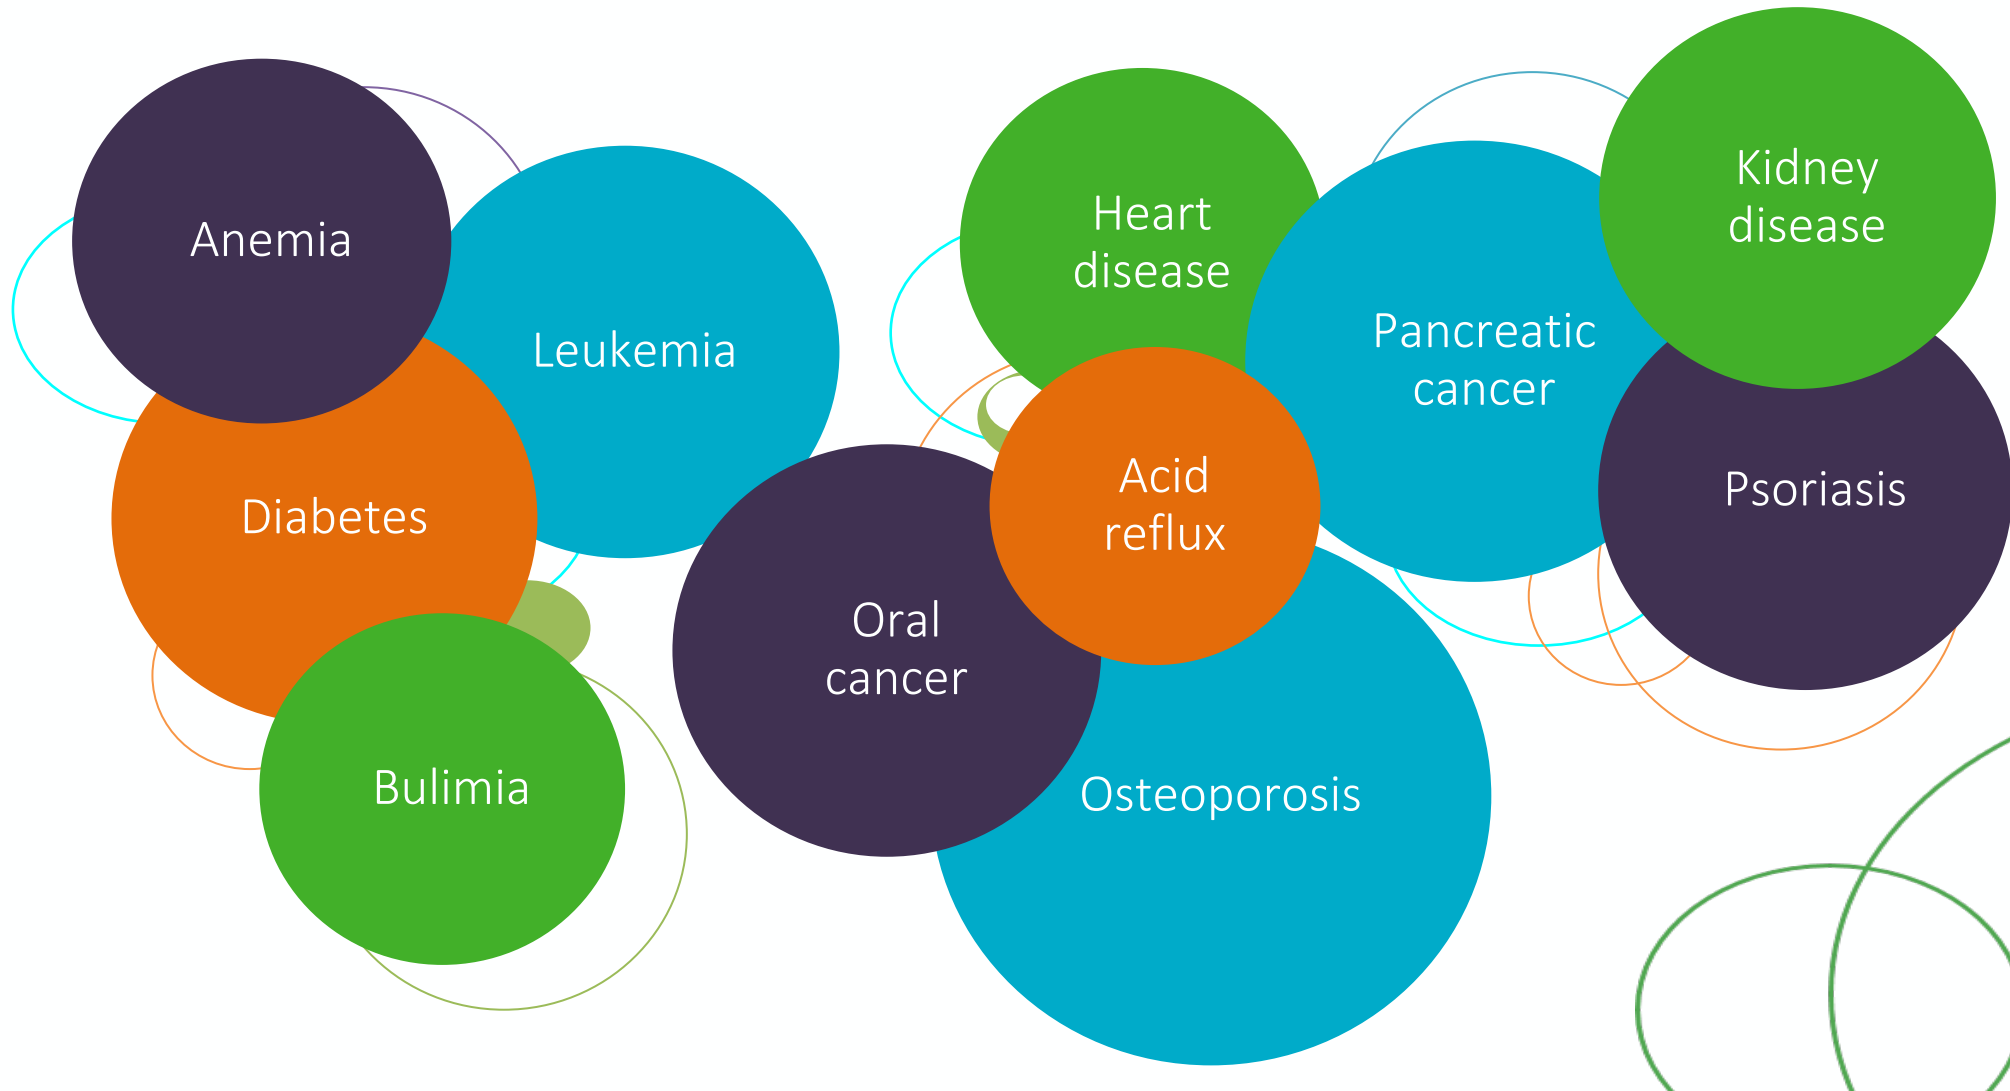 Anemia
Leukemia
Diabetes
Bulimia
Heart
disease
Pancreatic
cancer
Kidney
disease
Acid
reflux
Psoriasis
Oral
cancer
Osteoporosis